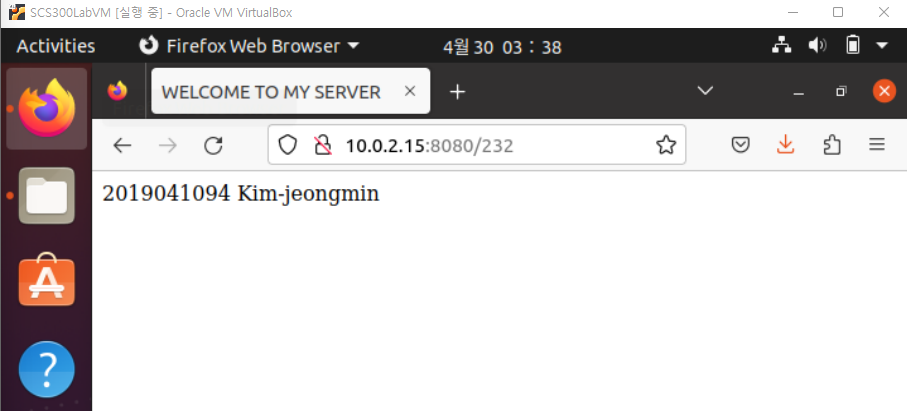 SCS300LabVM [실행 중] - Oracle VM VirtualBox
Activities Firefox Web Browser 4월 30 03 : 38
WELCOME TO MY SERVER
10.0.2.15:8080/232
2019041094 Kim-jeongmin